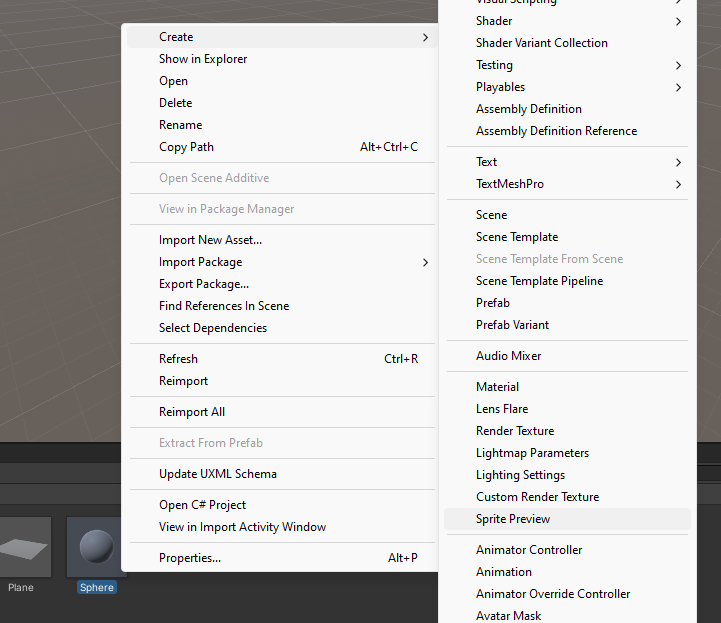 Create
Show in Explorer
Open
Delete
Rename
Copy Path Alt+Ctrl+C
Open Scene Additive
View in Package Manager
Import New Asset...
Import Package
Export Package...
Find References In Scene
Select Dependencies
Refresh Ctrl+R
Reimport
Reimport All
Extract From Prefab
Update UXML Schema
Open C# Project
View in Import Activity Window
Properties... Alt+P
Visual Scripting
Shader
Shader Variant Collection
Testing
Playables
Assembly Definition
Assembly Definition Reference
Text
TextMeshPro
Scene
Scene Template
Scene Template From Scene
Scene Template Pipeline
Prefab
Prefab Variant
Audio Mixer
Material
Lens Flare
Render Texture
Lightmap Parameters
Lighting Settings
Custom Render Texture
Sprite Preview
Animator Controller
Animation
Animator Override Controller
Avatar Mask
Plane
Sphere